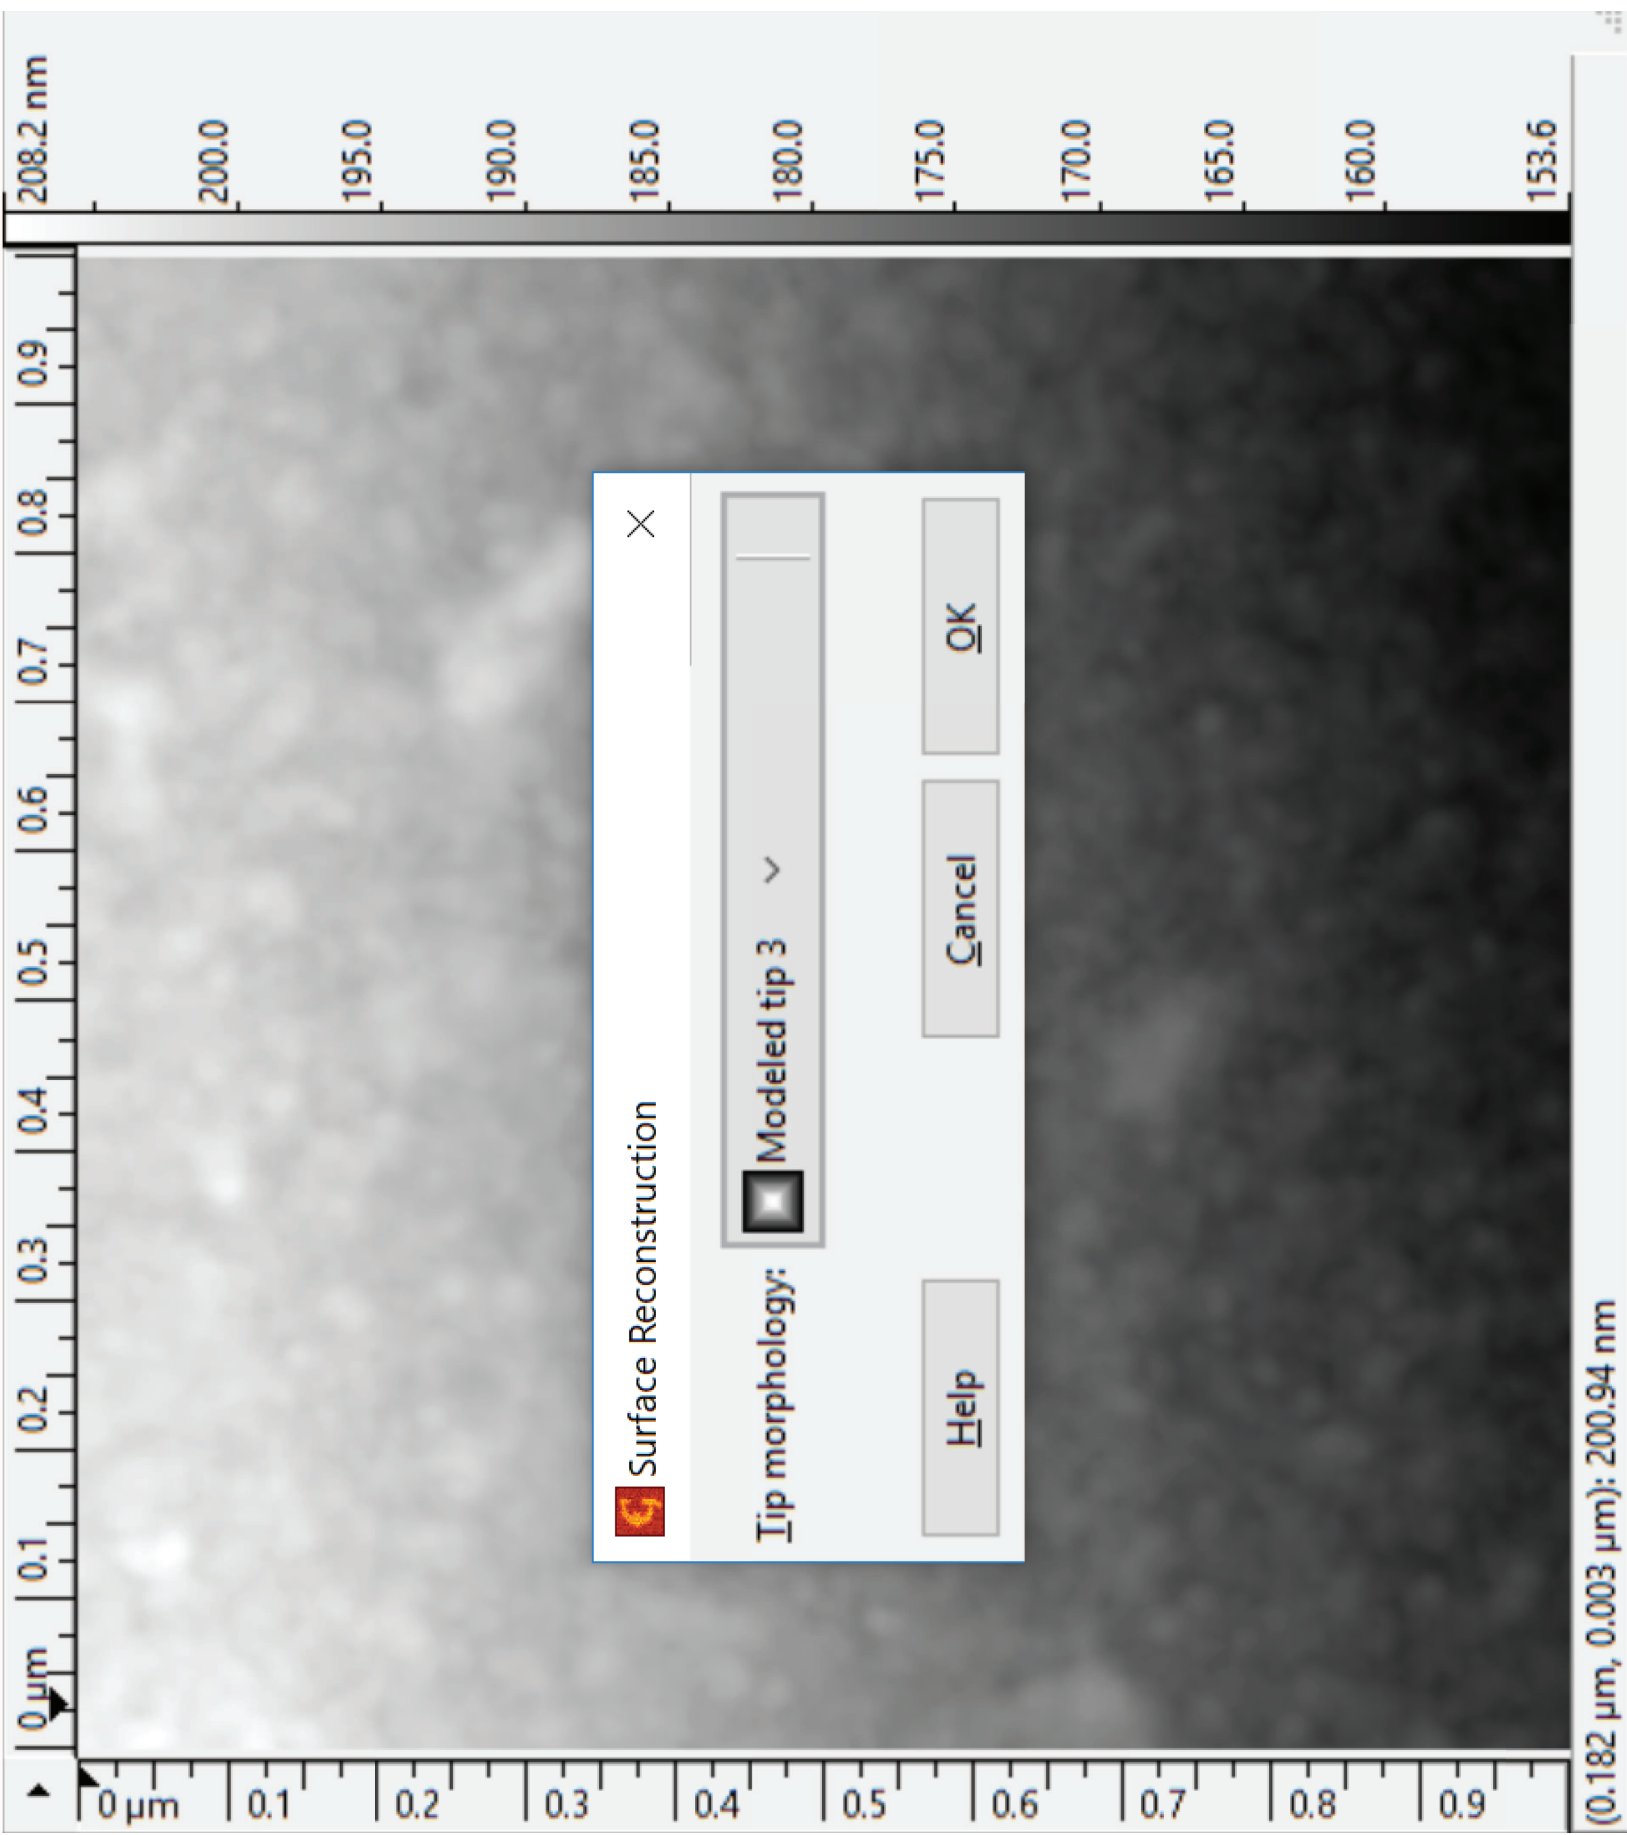 0 µm 0.1 0.2 0.3 0.4 0.5 0.6 0.7 0.8 0.9
208.2 nm
200.0
195.0
190.0
185.0
180.0
175.0
170.0
165.0
160.0
153.6
0 µm
0.1
0.2
0.3
0.4
0.5
0.6
0.7
0.8
0.9
Surface Reconstruction
Tip morphology: Modeled tip 3
Help Cancel OK
(0.182 µm, 0.003 µm): 200.94 nm